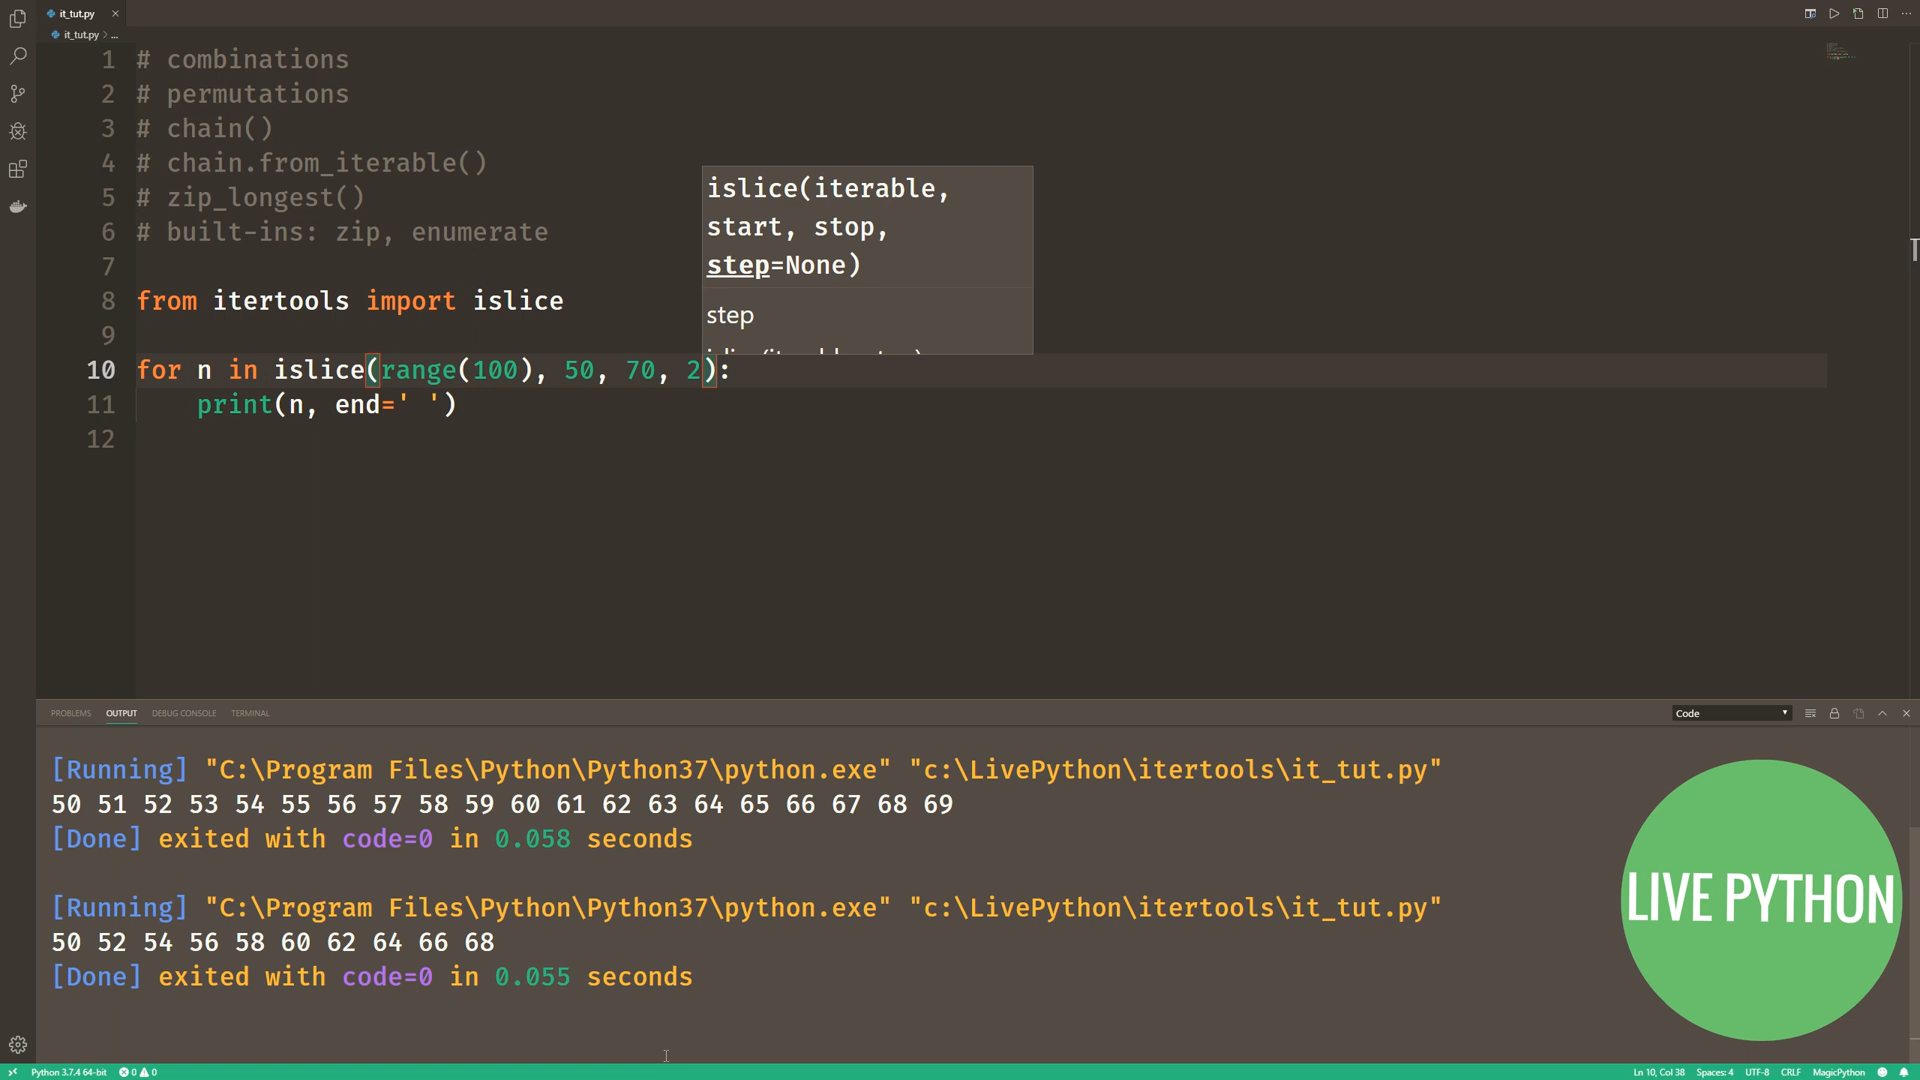 it_tut.py
it_tut.py > ...
1 # combinations
2 # permutations
3 # chain()
4 # chain.from_iterable()
5 # zip_longest()
6 # built-ins: zip, enumerate
7
8 from itertools import islice
9
10 for n in islice(range(100), 50, 70, 2):
11     print(n, end=' ')
12
islice(iterable,
start, stop,
step=None)
step
PROBLEMS OUTPUT DEBUG CONSOLE TERMINAL
Code
[Running] "C:\Program Files\Python\Python37\python.exe" "c:\LivePython\itertools\it_tut.py"
50 51 52 53 54 55 56 57 58 59 60 61 62 63 64 65 66 67 68 69
[Done] exited with code=0 in 0.058 seconds
[Running] "C:\Program Files\Python\Python37\python.exe" "c:\LivePython\itertools\it_tut.py"
50 52 54 56 58 60 62 64 66 68
[Done] exited with code=0 in 0.055 seconds
LIVE PYTHON
Python 3.7.4 64-bit 0 0
Ln 10, Col 38 Spaces: 4 UTF-8 CRLF MagicPython